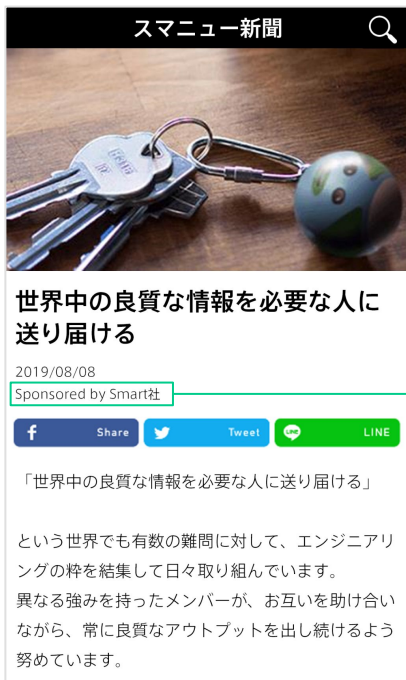 スマニュー新聞
世界中の良質な情報を必要な人に
送り届ける
2019/08/08
Sponsored by Smart社
f Share Tweet LINE LINE
「世界中の良質な情報を必要な人に送り届ける」
という世界でも有数の難問に対して、エンジニアリ
ングの粋を結集して日々取り組んでいます。
異なる強みを持ったメンバーが、お互いを助け合い
ながら、常に良質なアウトプットを出し続けるよう
努めています。